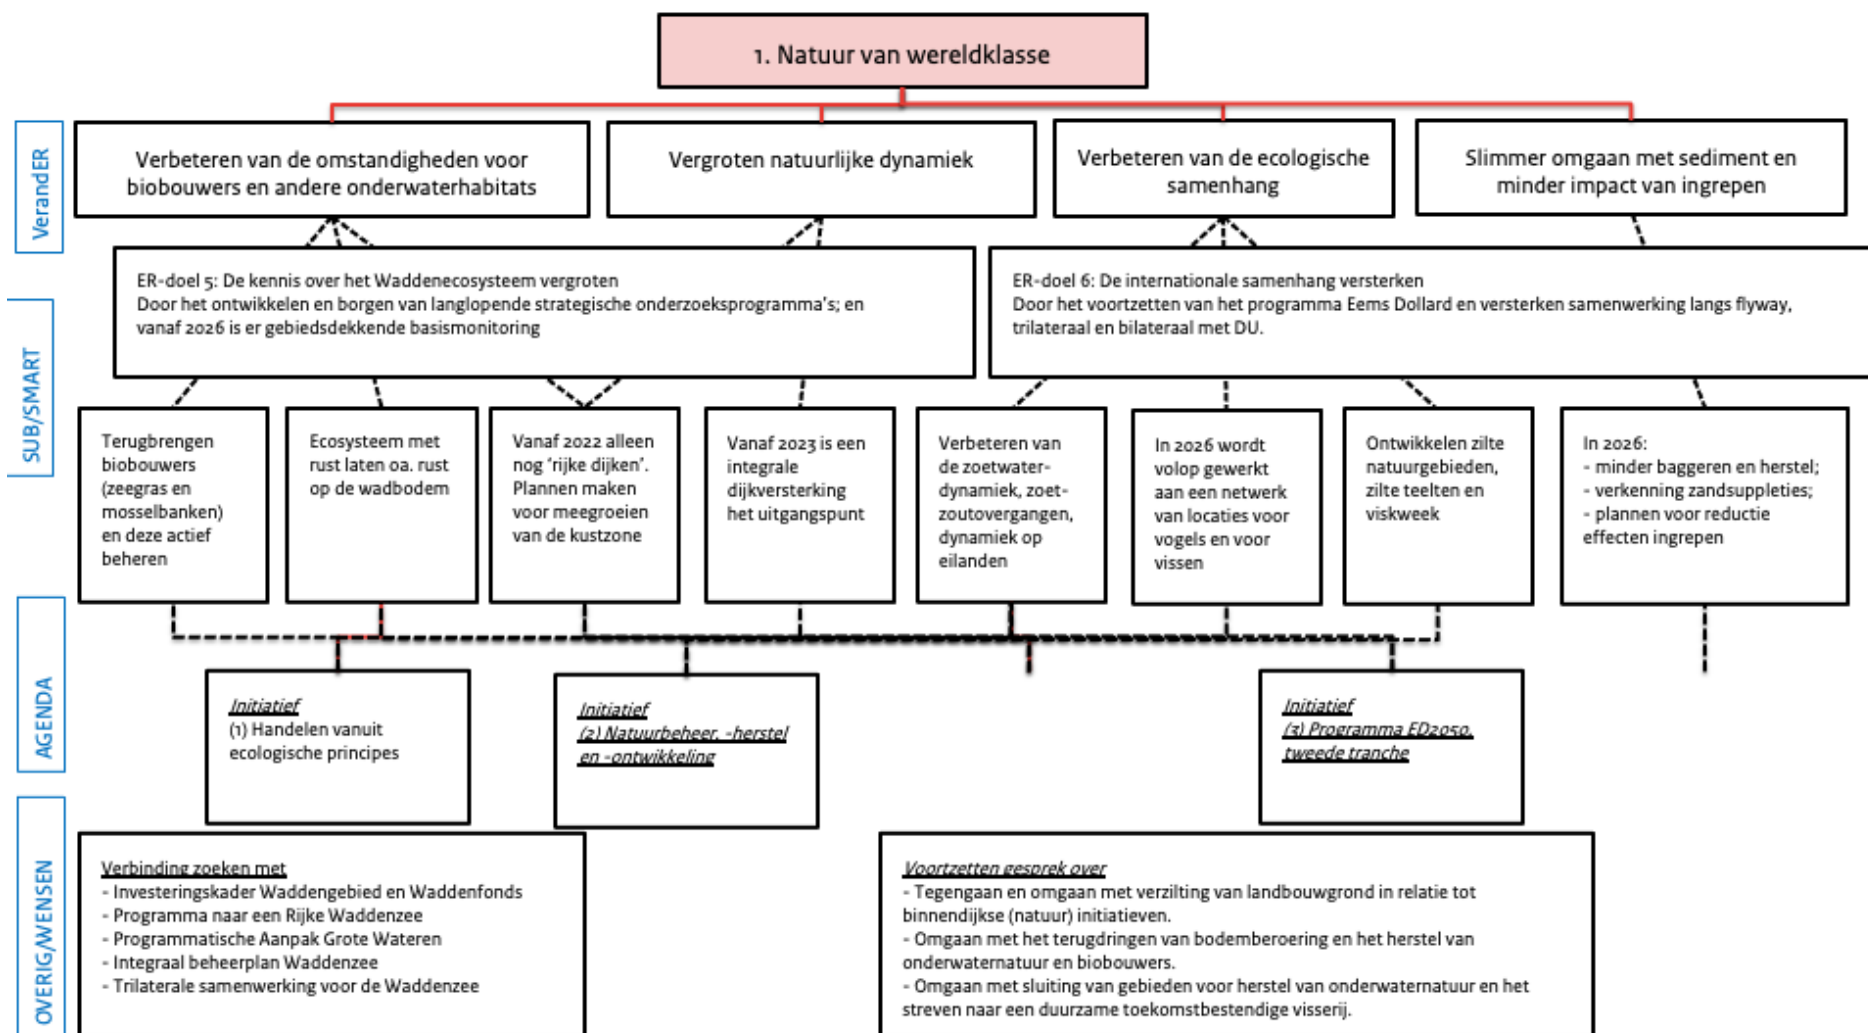 1. Natuur van wereldklasse
VerandER
Verbeteren van de omstandigheden voor
biobouwers en andere onderwaterhabitats
Vergroten natuurlijke dynamiek
Verbeteren van de ecologische
samenhang
Slimmer omgaan met sediment en
minder impact van ingrepen
SUB/SMART
ER-doel 5: De kennis over het Waddenecosysteem vergroten
Door het ontwikkelen en borgen van langlopende strategische onderzoeksprogramma's; en
vanaf 2026 is er gebiedsdekkende basismonitoring
ER-doel 6: De internationale samenhang versterken
Door het voortzetten van het programma Eems Dollard en versterken samenwerking langs flyway,
trilateraal en bilateraal met DU.
Terugbrengen
biobouwers
(zeegras en
mosselbanken)
en deze actief
beheren
Ecosysteem met
rust laten oa. rust
op de wadbodem
Vanaf 2022 alleen
nog 'rijke dijken'.
Plannen maken
voor meegroeien
van de kustzone
Vanaf 2023 is een
integrale
dijkversterking
het uitgangspunt
Verbeteren van
de zoetwater-
dynamiek, zoet-
zoutovergangen,
dynamiek op
eilanden
In 2026 wordt
volop gewerkt
aan een netwerk
van locaties voor
vogels en voor
vissen
Ontwikkelen zilte
natuurgebieden,
zilte teelten en
viskweek
In 2026:
- minder baggeren en herstel;
- verkenning zandsuppleties;
- plannen voor reductie
effecten ingrepen
AGENDA
Initiatief
(1) Handelen vanuit
ecologische principes
Initiatief
(2) Natuurbeheer, -herstel
en -ontwikkeling
Initiatief
(3) Programma ED2050,
tweede tranche
OVERIG/WENSEN
Verbinding zoeken met
- Investeringskader Waddengebied en Waddenfonds
- Programma naar een Rijke Waddenzee
- Programmatische Aanpak Grote Wateren
- Integraal beheerplan Waddenzee
- Trilaterale samenwerking voor de Waddenzee
Voortzetten gesprek over
- Tegengaan en omgaan met verzilting van landbouwgrond in relatie tot
binnendijkse (natuur) initiatieven.
- Omgaan met het terugdringen van bodemberoering en het herstel van
onderwaternatuur en biobouwers.
- Omgaan met sluiting van gebieden voor herstel van onderwaternatuur en het
streven naar een duurzame toekomstbestendige visserij.